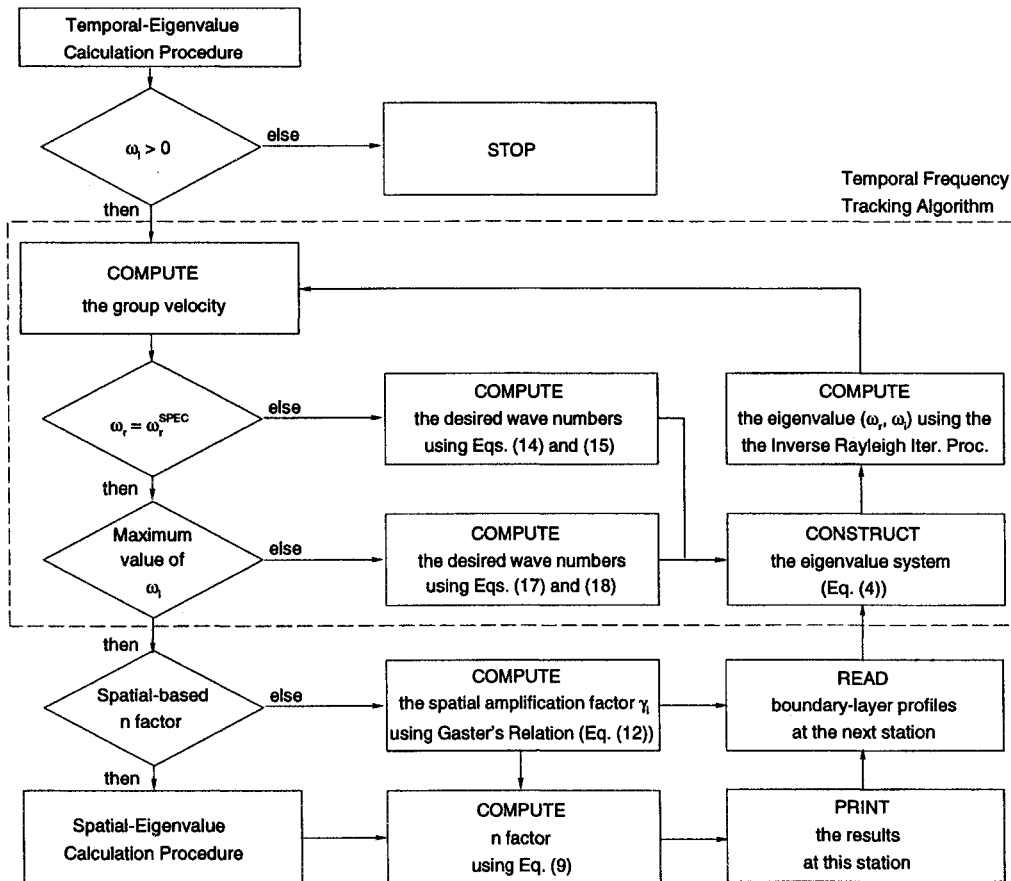 Temporal-Eigenvalue
Calculation Procedure
ωᵢ > 0
else
STOP
then
Temporal Frequency
Tracking Algorithm
COMPUTE
the group velocity
ωᵣ = ωᵣ^SPEC
else
COMPUTE
the desired wave numbers
using Eqs. (14) and (15)
COMPUTE
the eigenvalue (ωᵣ, ωᵢ) using the
the Inverse Rayleigh Iter. Proc.
then
Maximum
value of
ωᵢ
else
COMPUTE
the desired wave numbers
using Eqs. (17) and (18)
CONSTRUCT
the eigenvalue system
(Eq. (4))
then
Spatial-based
n factor
else
COMPUTE
the spatial amplification factor γᵢ
using Gaster's Relation (Eq. (12))
READ
boundary-layer profiles
at the next station
then
Spatial-Eigenvalue
Calculation Procedure
COMPUTE
n factor
using Eq. (9)
PRINT
the results
at this station